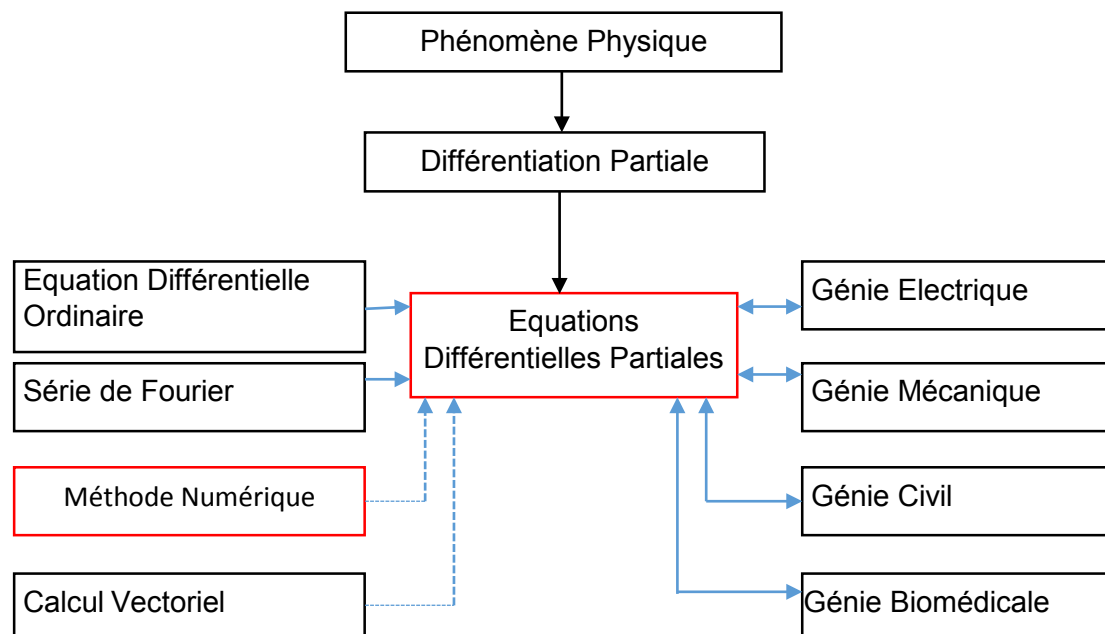 Phénomène Physique
Différentiation Partiale
Equation Différentielle
Ordinaire
Série de Fourier
Méthode Numérique
Calcul Vectoriel
Equations
Différentielles Partiales
Génie Electrique
Génie Mécanique
Génie Civil
Génie Biomédicale